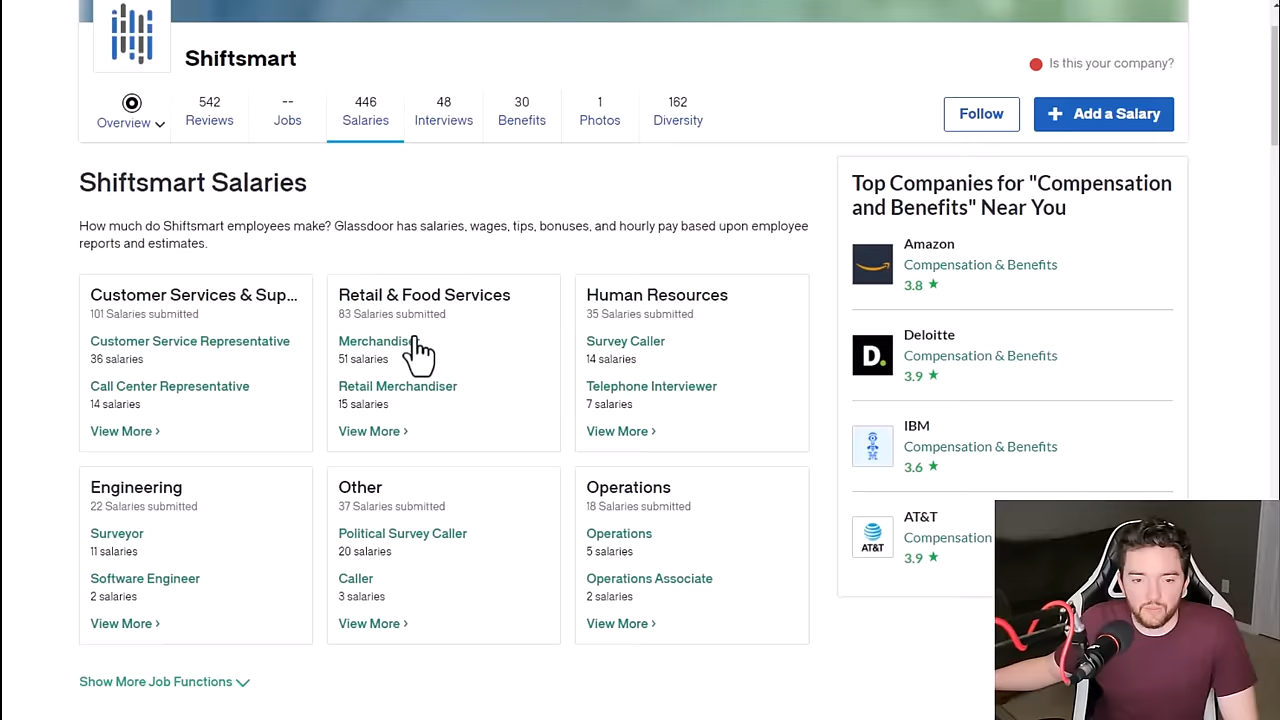 Shiftsmart
Is this your company?
Overview
542
Reviews
--
Jobs
446
Salaries
48
Interviews
30
Benefits
1
Photos
162
Diversity
Follow
+ Add a Salary
Shiftsmart Salaries
How much do Shiftsmart employees make? Glassdoor has salaries, wages, tips, bonuses, and hourly pay based upon employee
reports and estimates.
Customer Services & Sup...
101 Salaries submitted
Customer Service Representative
36 salaries
Call Center Representative
14 salaries
View More ›
Retail & Food Services
83 Salaries submitted
51 salaries
Retail Merchandiser
15 salaries
View More ›
Human Resources
35 Salaries submitted
Survey Caller
14 salaries
Telephone Interviewer
7 salaries
View More ›
Engineering
22 Salaries submitted
Surveyor
11 salaries
Software Engineer
2 salaries
View More ›
Other
37 Salaries submitted
Political Survey Caller
20 salaries
Caller
3 salaries
View More ›
Operations
18 Salaries submitted
Operations
5 salaries
Operations Associate
2 salaries
View More ›
Show More Job Functions
Top Companies for "Compensation
and Benefits" Near You
Amazon
Compensation & Benefits
3.8 ★
Deloitte
Compensation & Benefits
3.9 ★
D.
IBM
Compensation & Benefits
3.6 ★
AT&T
Compensation
3.9 ★
AT&T